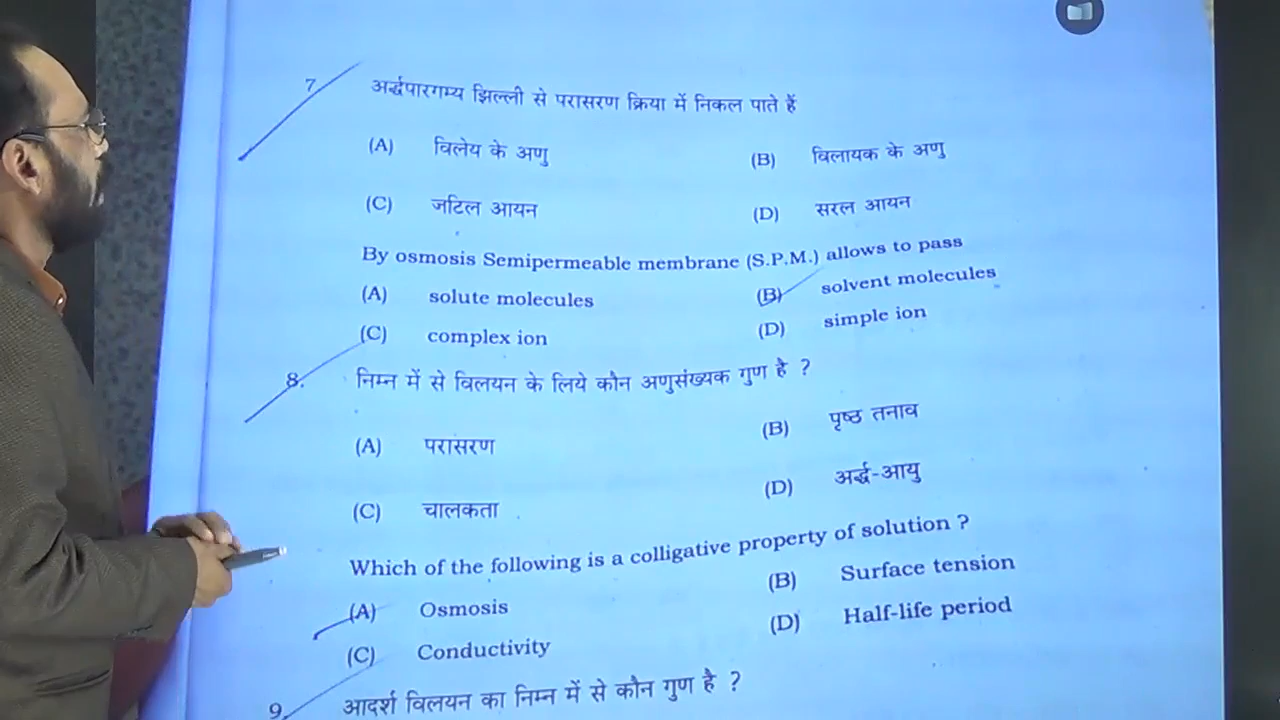 7 अर्द्धपारगम्य झिल्ली से परासरण क्रिया में निकल पाते हैं
(A) विलेय के अणु (B) विलायक के अणु
(C) जटिल आयन (D) सरल आयन
By osmosis Semipermeable membrane (S.P.M.) allows to pass
(A) solute molecules (B) solvent molecules
(C) complex ion (D) simple ion
8. निम्न में से विलयन के लिये कौन अणुसंख्यक गुण है ?
(A) परासरण (B) पृष्ठ तनाव
(C) चालकता (D) अर्द्ध-आयु
Which of the following is a colligative property of solution ?
(A) Osmosis (B) Surface tension
(C) Conductivity (D) Half-life period
9. आदर्श विलयन का निम्न में से कौन गुण है ?